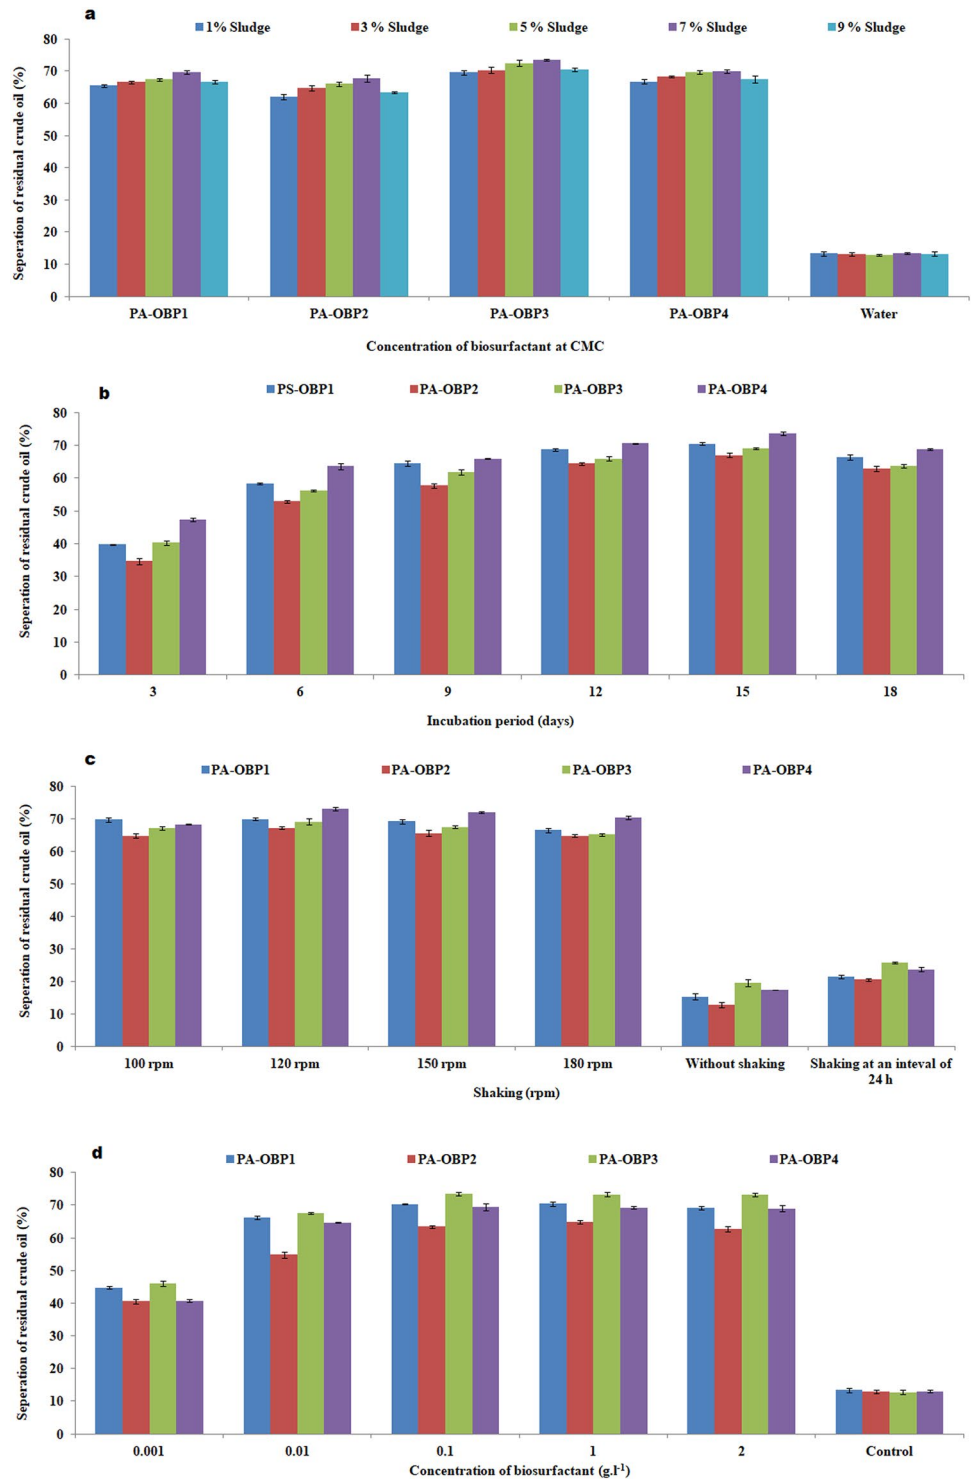 a
1% Sludge 3 % Sludge 5 % Sludge 7 % Sludge 9 % Sludge
Seperation of residual crude oil (%)
80
70
60
50
40
30
20
10
0
PA-OBP1 PA-OBP2 PA-OBP3 PA-OBP4 Water
Concentration of biosurfactant at CMC
b
PS-OBP1 PA-OBP2 PA-OBP3 PA-OBP4
Seperation of residual crude oil (%)
80
70
60
50
40
30
20
10
0
3 6 9 12 15 18
Incubation period (days)
c
PA-OBP1 PA-OBP2 PA-OBP3 PA-OBP4
Seperation of residual crude oil (%)
80
70
60
50
40
30
20
10
0
100 rpm 120 rpm 150 rpm 180 rpm Without shaking Shaking at an inteval of
24 h
Shaking (rpm)
d
PA-OBP1 PA-OBP2 PA-OBP3 PA-OBP4
Seperation of residual crude oil (%)
80
70
60
50
40
30
20
10
0
0.001 0.01 0.1 1 2 Control
Concentration of biosurfactant (g.l⁻¹)